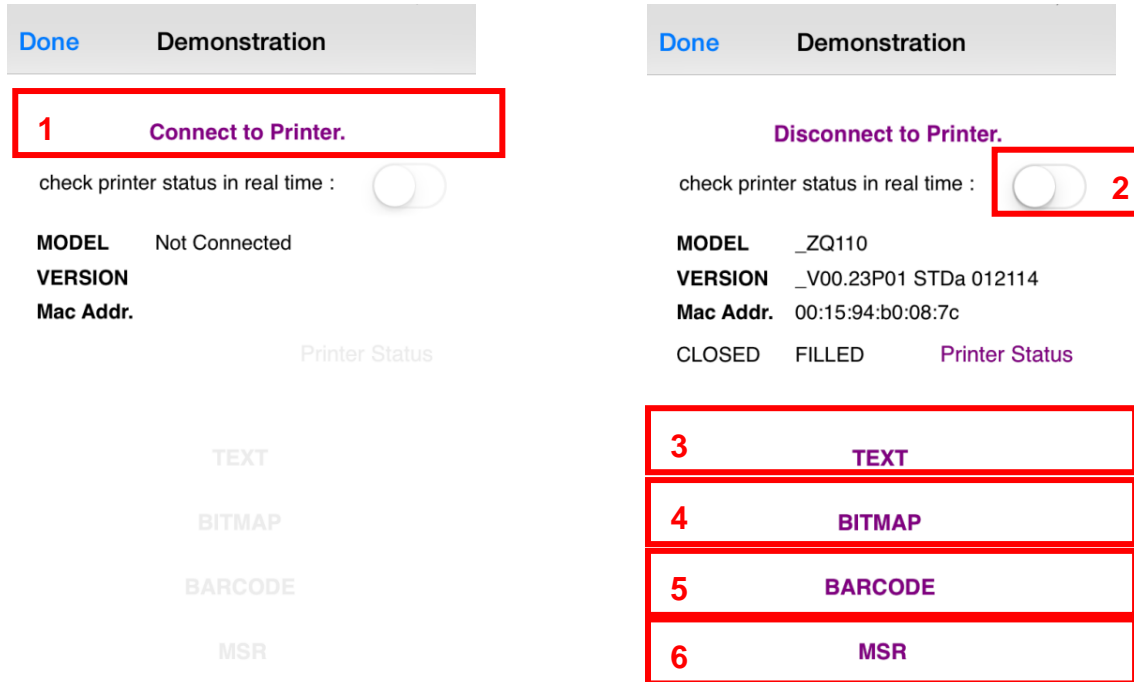 Done Demonstration
1 Connect to Printer.
check printer status in real time :
MODEL Not Connected
VERSION
Mac Addr.
Printer Status
TEXT
BITMAP
BARCODE
MSR
Done Demonstration
Disconnect to Printer.
check printer status in real time : 2
MODEL _ZQ110
VERSION _V00.23P01 STDa 012114
Mac Addr. 00:15:94:b0:08:7c
CLOSED FILLED Printer Status
3 TEXT
4 BITMAP
5 BARCODE
6 MSR